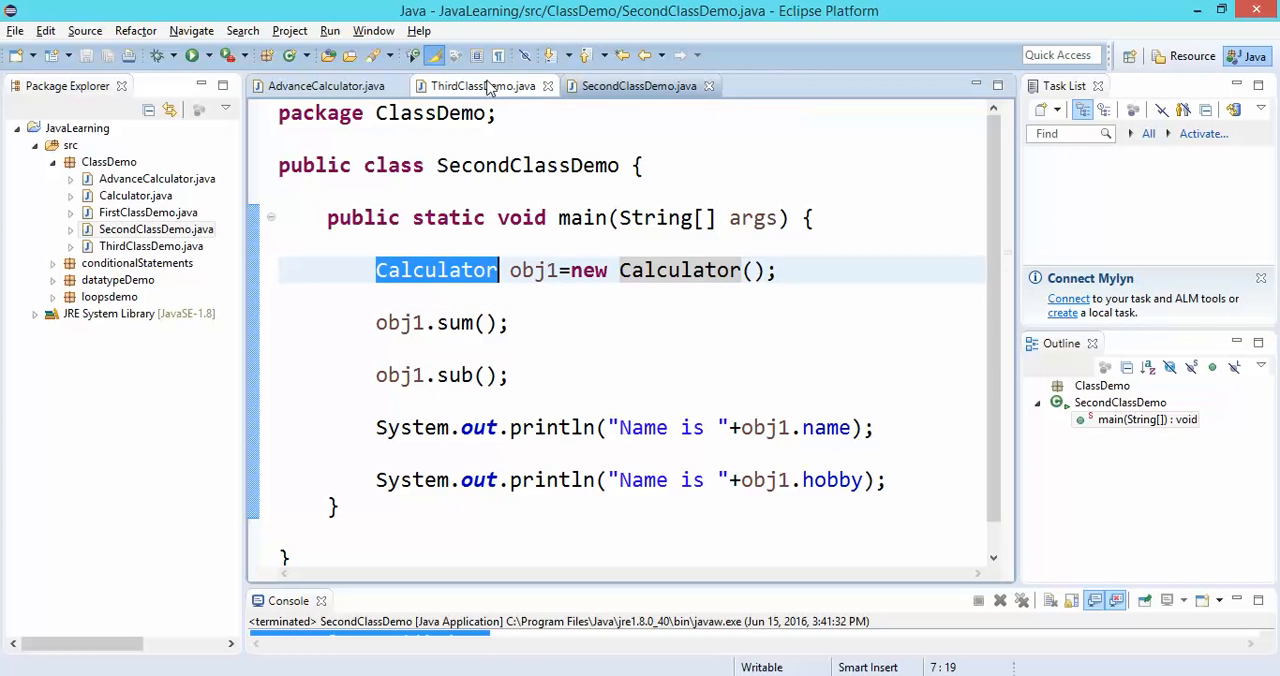 Java - JavaLearning/src/ClassDemo/SecondClassDemo.java - Eclipse Platform
File Edit Source Refactor Navigate Search Project Run Window Help
Quick Access
Resource
Java
Package Explorer
AdvanceCalculator.java
ThirdClassDemo.java
SecondClassDemo.java
Task List
JavaLearning
src
ClassDemo
AdvanceCalculator.java
Calculator.java
FirstClassDemo.java
SecondClassDemo.java
ThirdClassDemo.java
conditionalStatements
datatypeDemo
loopsdemo
JRE System Library [JavaSE-1.8]
package ClassDemo;
public class SecondClassDemo {
public static void main(String[] args) {
Calculator obj1=new Calculator();
obj1.sum();
obj1.sub();
System.out.println("Name is "+obj1.name);
System.out.println("Name is "+obj1.hobby);
}
}
Find
All
Activate...
Connect Mylyn
Connect to your task and ALM tools or
create a local task.
Outline
ClassDemo
SecondClassDemo
main(String[]) : void
Console
<terminated> SecondClassDemo [Java Application] C:\Program Files\Java\jre1.8.0_40\bin\javaw.exe (Jun 15, 2016, 3:41:32 PM)
Writable
Smart Insert
7 : 19